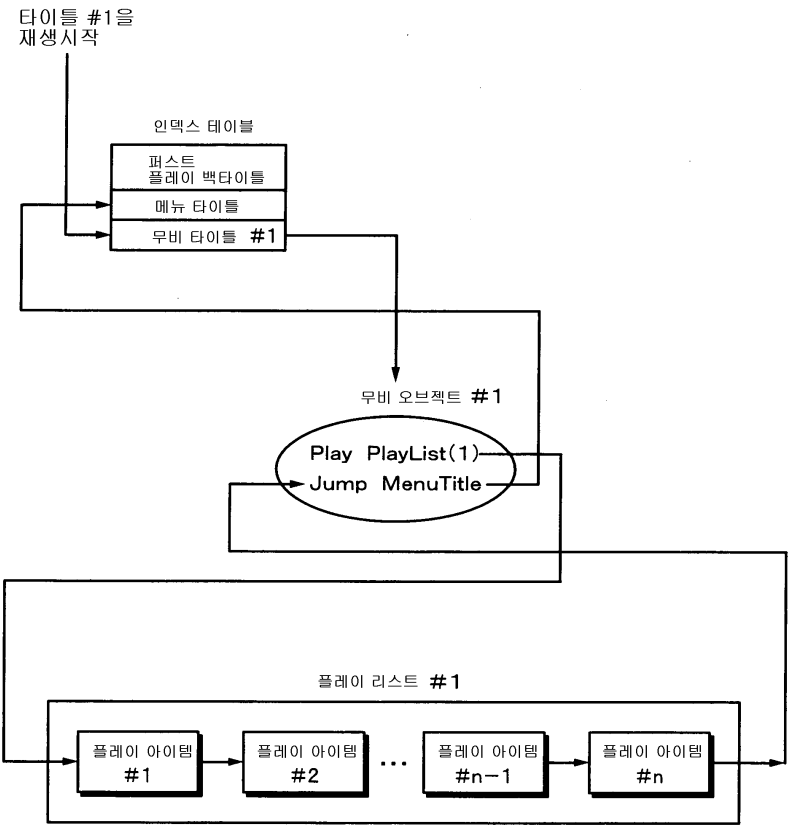 타이틀 #1을
재생시작
인덱스 테이블
퍼스트
플레이 백타이틀
메뉴 타이틀
무비 타이틀 #1
무비 오브젝트 #1
Play PlayList(1)
Jump MenuTitle
플레이 리스트 #1
플레이 아이템
#1
플레이 아이템
#2
...
플레이 아이템
#n-1
플레이 아이템
#n